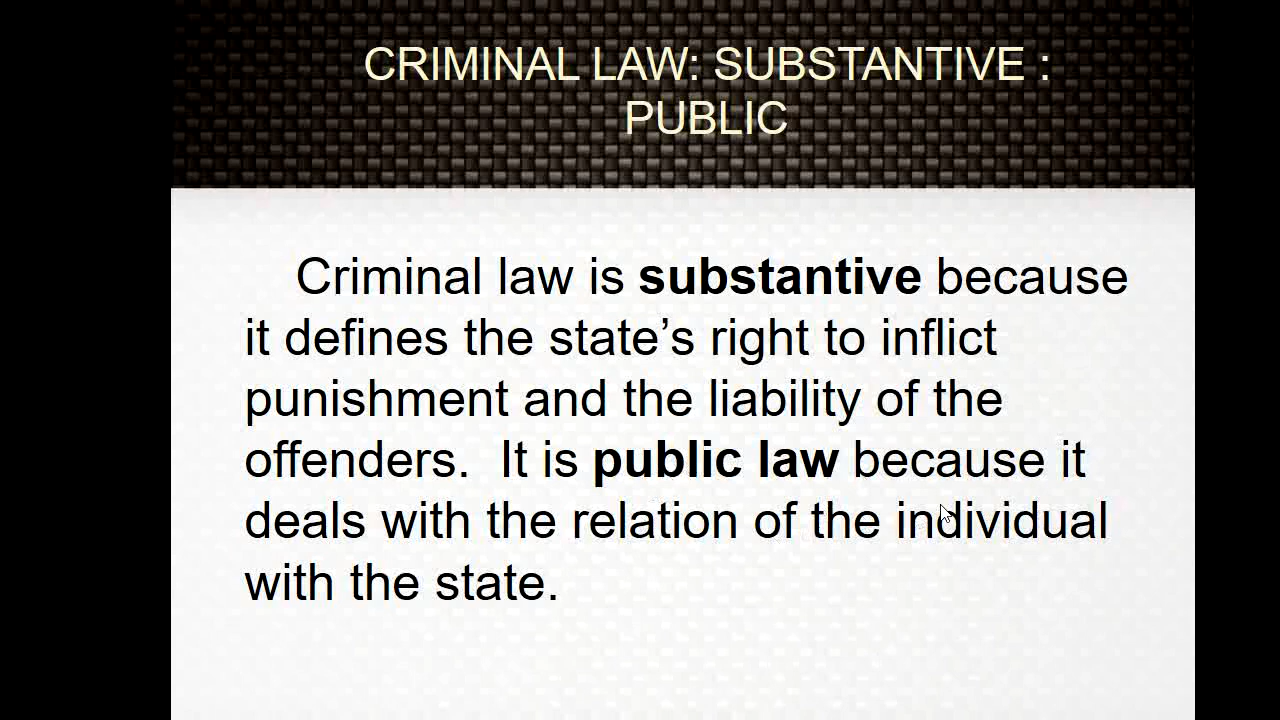 CRIMINAL LAW: SUBSTANTIVE :
PUBLIC
Criminal law is substantive because
it defines the state’s right to inflict
punishment and the liability of the
offenders.  It is public law because it
deals with the relation of the individual
with the state.